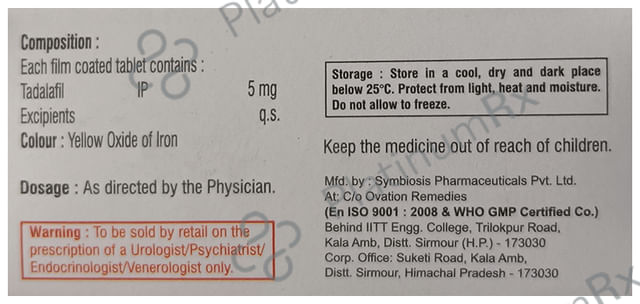 Composition :
Each film coated tablet contains :
Tadalafil IP 5 mg
Excipients q.s.
Colour : Yellow Oxide of Iron
Dosage : As directed by the Physician.
Warning : To be sold by retail on the
prescription of a Urologist/Psychiatrist/
Endocrinologist/Venerologist only.
Storage : Store in a cool, dry and dark place
below 25°C. Protect from light, heat and moisture.
Do not allow to freeze.
Keep the medicine out of reach of children.
Mfd. by : Symbiosis Pharmaceuticals Pvt. Ltd.
At: C/o Ovation Remedies
(En ISO 9001 : 2008 & WHO GMP Certified Co.)
Behind IITT Engg. College, Trilokpur Road,
Kala Amb, Distt. Sirmour (H.P.) - 173030
Corp. Office: Suketi Road, Kala Amb,
Distt. Sirmour, Himachal Pradesh - 173030
PlatinumRx